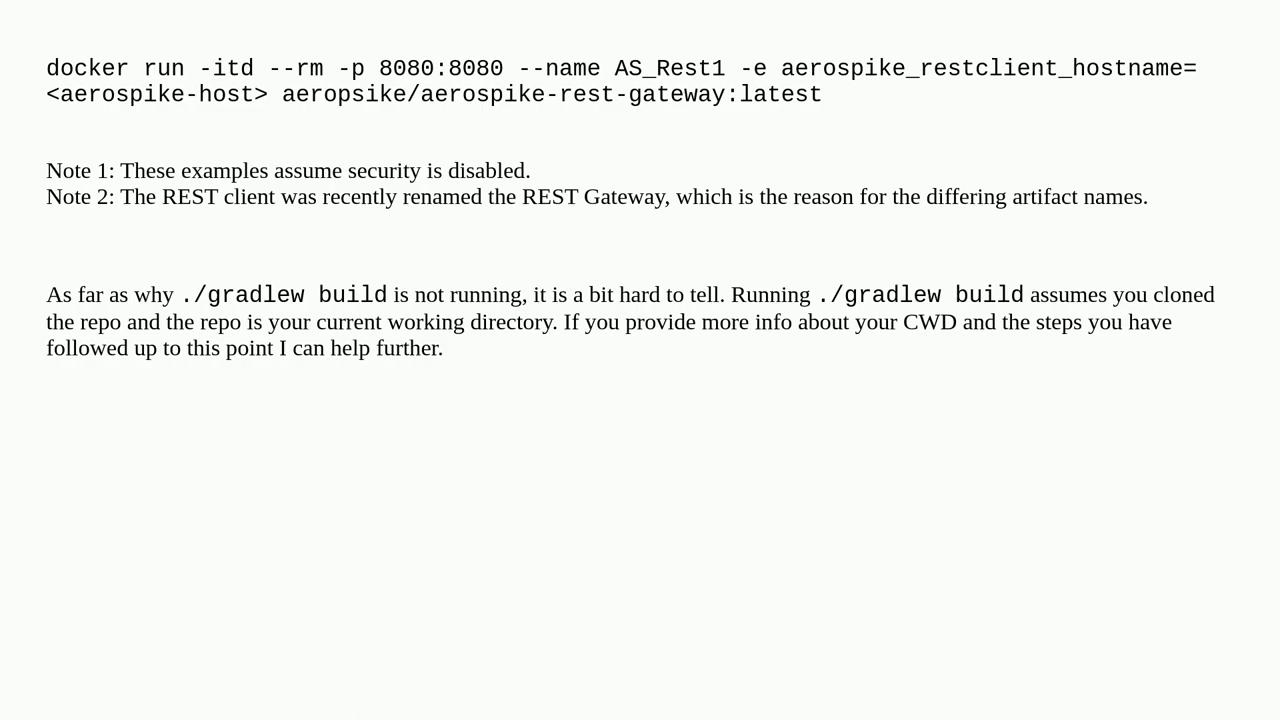 docker run -itd --rm -p 8080:8080 --name AS_Rest1 -e aerospike_restclient_hostname=
<aerospike-host> aeropsike/aerospike-rest-gateway:latest
Note 1: These examples assume security is disabled.
Note 2: The REST client was recently renamed the REST Gateway, which is the reason for the differing artifact names.
As far as why ./gradlew build is not running, it is a bit hard to tell. Running ./gradlew build assumes you cloned
the repo and the repo is your current working directory. If you provide more info about your CWD and the steps you have
followed up to this point I can help further.